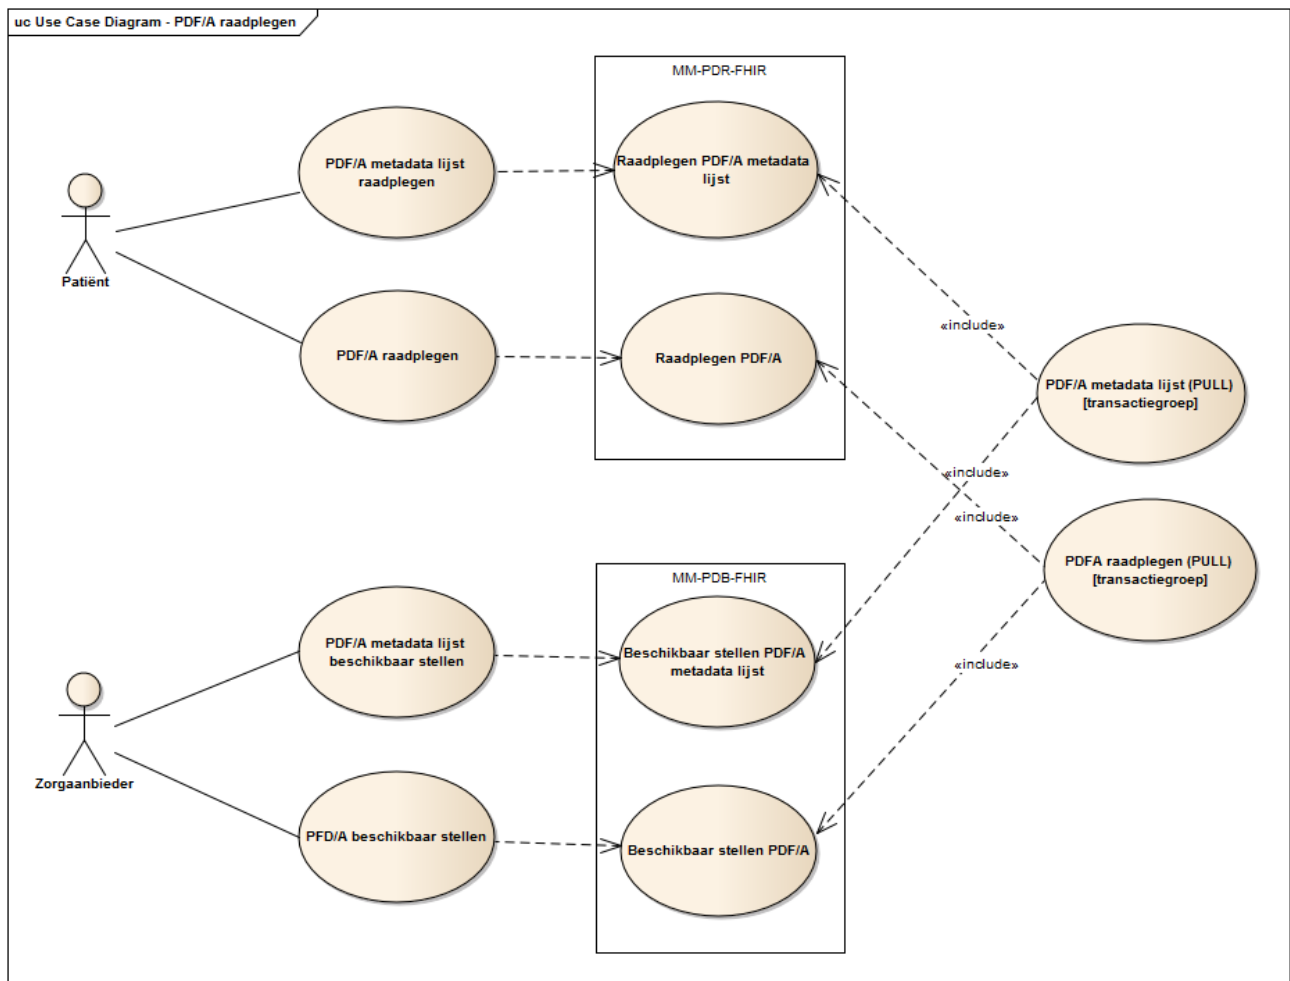 uc Use Case Diagram - PDF/A raadplegen
MM-PDR-FHIR
PDF/A metadata lijst
raadplegen
Raadplegen PDF/A metadata
lijst
Patiënt
PDF/A raadplegen
Raadplegen PDF/A
«include»
PDF/A metadata lijst (PULL)
[transactiegroep]
«include»
«include»
PDFA raadplegen (PULL)
[transactiegroep]
MM-PDB-FHIR
PDF/A metadata lijst
beschikbaar stellen
Beschikbaar stellen PDF/A
metadata lijst
«include»
Zorgaanbieder
PFD/A beschikbaar stellen
Beschikbaar stellen PDF/A